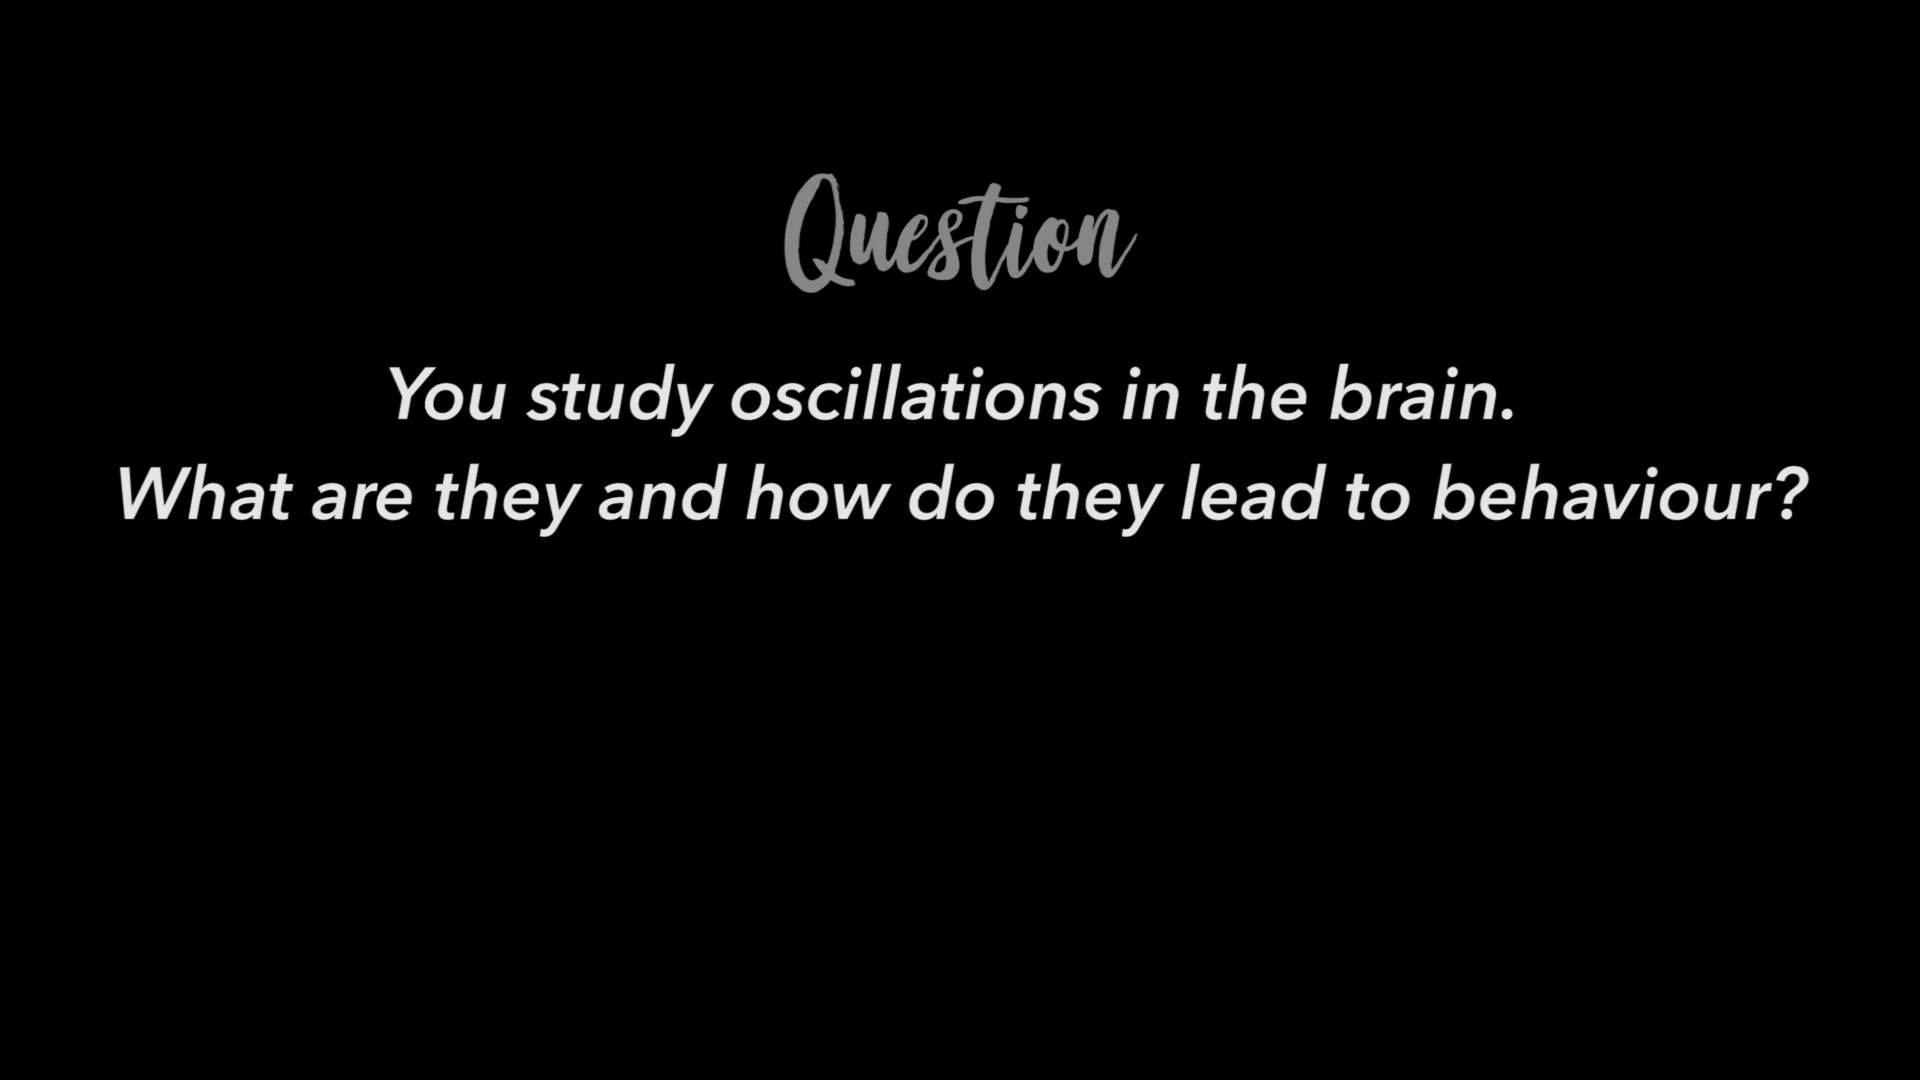 Question
You study oscillations in the brain.
What are they and how do they lead to behaviour?